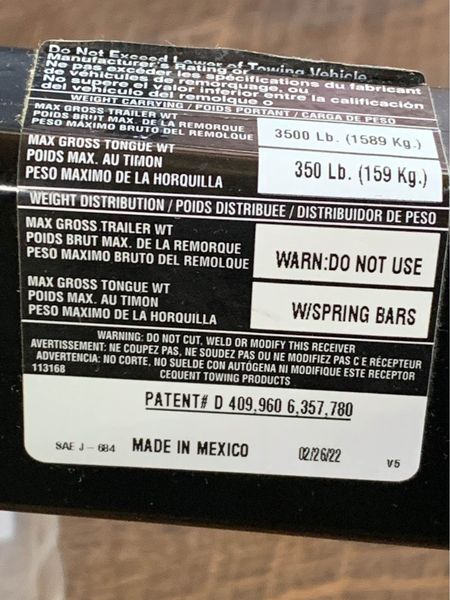 Do Not Exceed Lower of Towing Vehicle
Manufacturer's Rating or
Ne pas excéder les spécifications du fabricant
de véhicules de remorquage, ou
No supere el valor inferior entre la calificación
del vehículo del remolque o
WEIGHT CARRYING / POIDS PORTANT / CARGA DE PESO
MAX GROSS TRAILER WT
POIDS BRUT MAX. DE LA REMORQUE
PESO MÁXIMO BRUTO DEL REMOLQUE
3500 Lb. (1589 Kg.)
MAX GROSS TONGUE WT
POIDS MAX. AU TIMON
PESO MAXIMO DE LA HORQUILLA
350 Lb. (159 Kg.)
WEIGHT DISTRIBUTION / POIDS DISTRIBUEE / DISTRIBUIDOR DE PESO
MAX GROSS TRAILER WT
POIDS BRUT MAX. DE LA REMORQUE
PESO MAXIMO BRUTO DEL REMOLQUE
WARN:DO NOT USE
MAX GROSS TONGUE WT
POIDS MAX. AU TIMON
PESO MAXIMO DE LA HORQUILLA
W/SPRING BARS
WARNING: DO NOT CUT, WELD OR MODIFY THIS RECEIVER
AVERTISSEMENT: NE COUPEZ PAS, NE SOUDEZ PAS OU NE MODIFIEZ PAS CE RÉCEPTEUR
ADVERTENCIA: NO CORTE, NO SUELDE CON AUTÓGENA NI MODIFIQUE ESTE RECEPTOR
113168
CEQUENT TOWING PRODUCTS
PATENT# D 409,960 6,357,780
SAE J-684
MADE IN MEXICO
02/26/22
V5